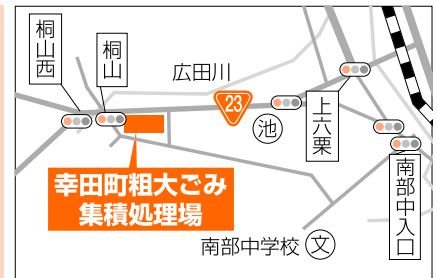 桐山西
桐山
広田川
23
池
上六栗
幸田町粗大ごみ
集積処理場
南部中入口
南部中学校
文